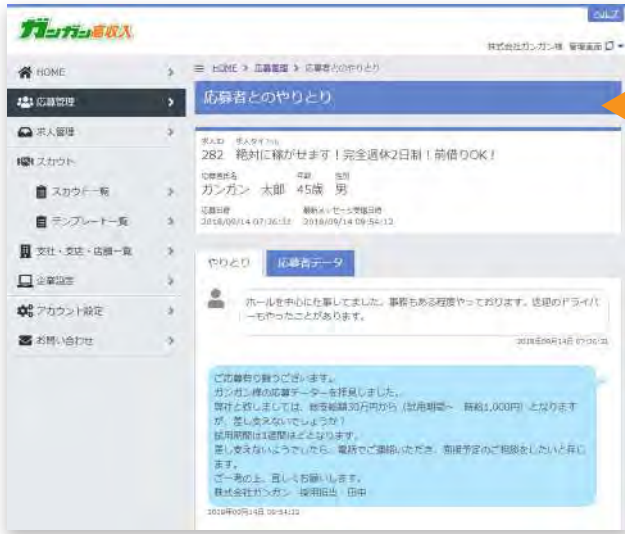 ヘルプ
ガンガン高収入
株式会社ガンガン様 管理画面
HOME
HOME > 応募管理 > 応募者とのやりとり
応募管理
応募者とのやりとり
求人管理
求人ID 求人タイトル
282 絶対に稼がせます！完全週休2日制！前借りOK！
スカウト
応募者氏名 年齢 性別
ガンガン 太郎 45歳 男
スカウト一覧
応募日時 最新メッセージ受信日時
2018/09/14 07:26:32 2018/09/14 09:54:12
テンプレート一覧
支社・支店・店舗一覧
やりとり 応募者データ
企業設定
アカウント設定
お問い合わせ
ホールを中心に仕事してました。事務もある程度やっております。送迎のドライバ
ーもやったことがあります。
2018年09月14日 07:26:32
ご応募有り難うございます。
ガンガン様の応募データーを拝見しました。
弊社と致しましては、総支給額30万円から（試用期間～ 時給1,000円）となります
が、差し支えないでしょうか？
試用期間は1週間ほどとなります。
差し支えないようでしたら、電話でご連絡いただき、面接予定のご相談をしたいと存じ
ます。
ご一考の上、宜しくお願いします。
株式会社ガンガン 採用担当 田中
2018年09月14日 09:54:12